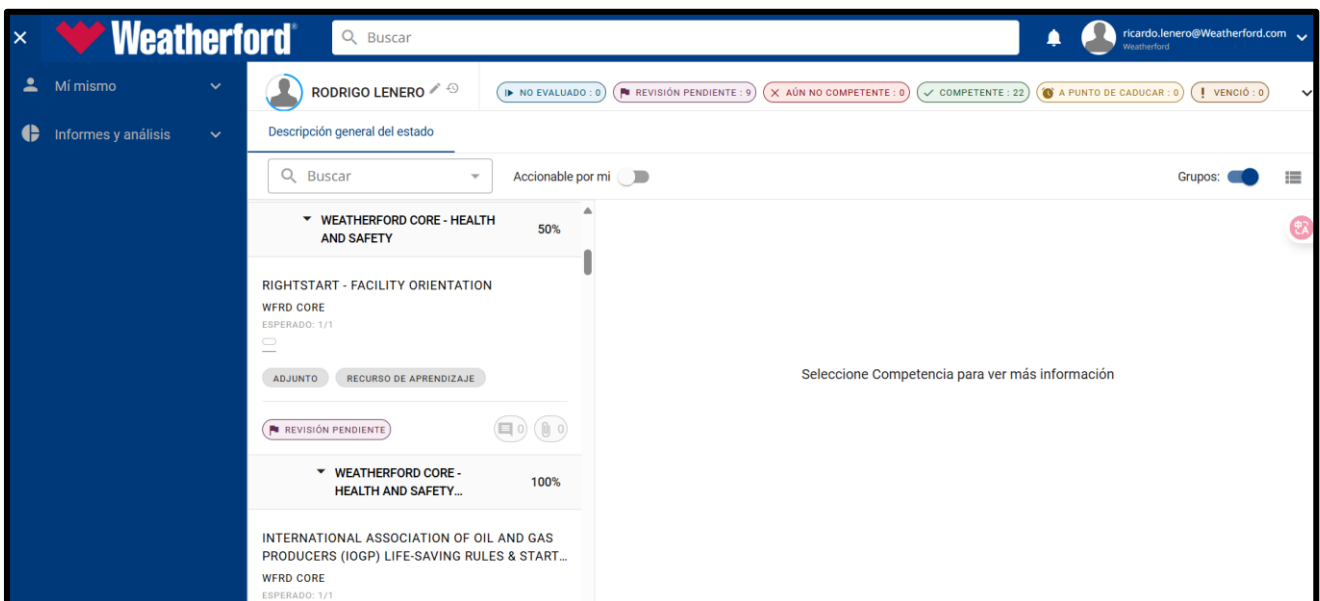 Weatherford®
Buscar
ricardo.lenero@Weatherford.com
Weatherford
Mí mismo
Informes y análisis
RODRIGO LENERO
NO EVALUADO : 0
REVISIÓN PENDIENTE : 9
AÚN NO COMPETENTE : 0
COMPETENTE : 22
A PUNTO DE CADUCAR : 0
VENCIÓ : 0
Descripción general del estado
Buscar
Accionable por mi
Grupos:
WEATHERFORD CORE - HEALTH
AND SAFETY
50%
RIGHTSTART - FACILITY ORIENTATION
WFRD CORE
ESPERADO: 1/1
ADJUNTO
RECURSO DE APRENDIZAJE
REVISIÓN PENDIENTE
0
0
WEATHERFORD CORE -
HEALTH AND SAFETY...
100%
INTERNATIONAL ASSOCIATION OF OIL AND GAS
PRODUCERS (IOGP) LIFE-SAVING RULES & START...
WFRD CORE
ESPERADO: 1/1
Seleccione Competencia para ver más información